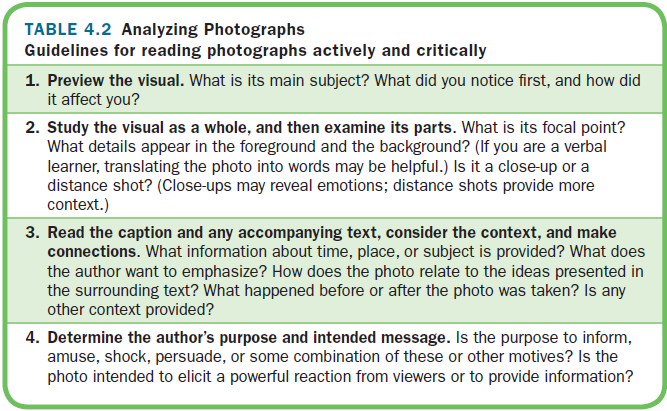 TABLE 4.2 Analyzing Photographs
Guidelines for reading photographs actively and critically
1. Preview the visual. What is its main subject? What did you notice first, and how did
it affect you?
2. Study the visual as a whole, and then examine its parts. What is its focal point?
What details appear in the foreground and the background? (If you are a verbal
learner, translating the photo into words may be helpful.) Is it a close-up or a
distance shot? (Close-ups may reveal emotions; distance shots provide more
context.)
3. Read the caption and any accompanying text, consider the context, and make
connections. What information about time, place, or subject is provided? What does
the author want to emphasize? How does the photo relate to the ideas presented in
the surrounding text? What happened before or after the photo was taken? Is any
other context provided?
4. Determine the author's purpose and intended message. Is the purpose to inform,
amuse, shock, persuade, or some combination of these or other motives? Is the
photo intended to elicit a powerful reaction from viewers or to provide information?